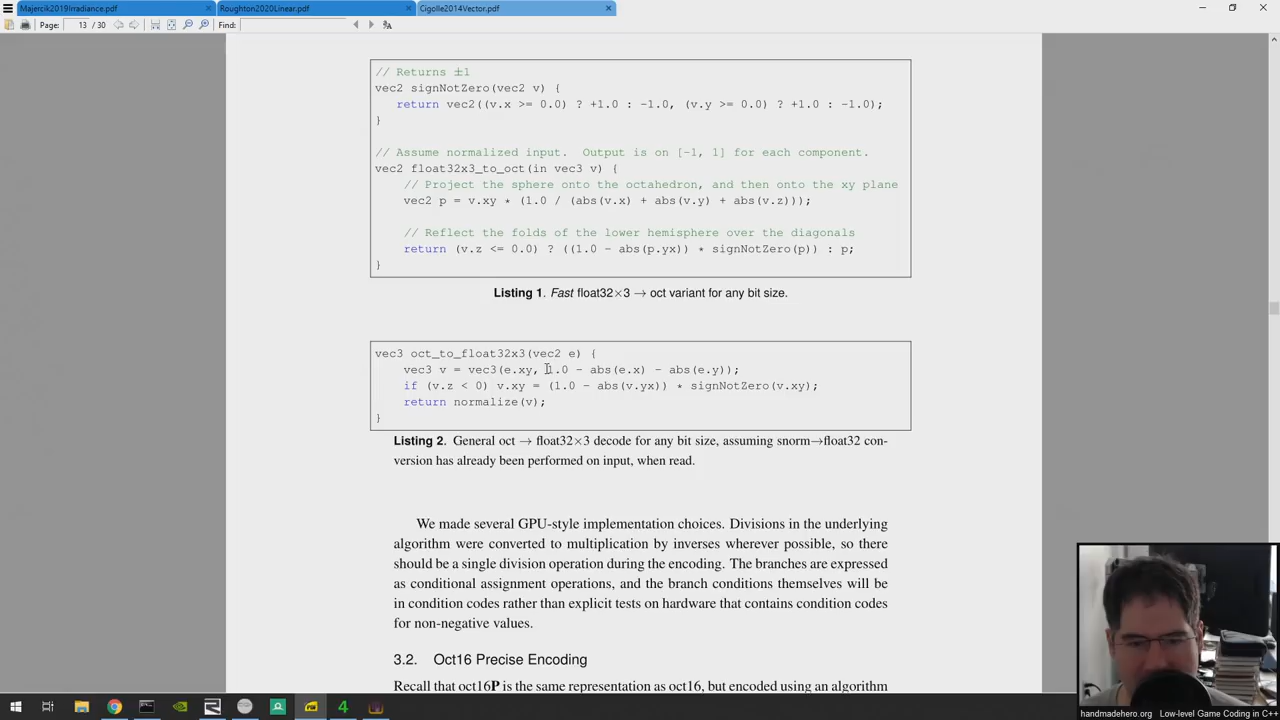 Majercik2019Irradiance.pdf
Roughton2020Linear.pdf
Cigolle2014Vector.pdf
Page: 13 / 30 Find:
// Returns ±1
vec2 signNotZero(vec2 v) {
return vec2((v.x >= 0.0) ? +1.0 : -1.0, (v.y >= 0.0) ? +1.0 : -1.0);
}
// Assume normalized input. Output is on [-1, 1] for each component.
vec2 float32x3_to_oct(in vec3 v) {
// Project the sphere onto the octahedron, and then onto the xy plane
vec2 p = v.xy * (1.0 / (abs(v.x) + abs(v.y) + abs(v.z)));
// Reflect the folds of the lower hemisphere over the diagonals
return (v.z <= 0.0) ? ((1.0 - abs(p.yx)) * signNotZero(p)) : p;
}
Listing 1. Fast float32×3 → oct variant for any bit size.
vec3 oct_to_float32x3(vec2 e) {
vec3 v = vec3(e.xy, 1.0 - abs(e.x) - abs(e.y));
if (v.z < 0) v.xy = (1.0 - abs(v.yx)) * signNotZero(v.xy);
return normalize(v);
}
Listing 2. General oct → float32×3 decode for any bit size, assuming snorm→float32 con-
version has already been performed on input, when read.
We made several GPU-style implementation choices. Divisions in the underlying
algorithm were converted to multiplication by inverses wherever possible, so there
should be a single division operation during the encoding. The branches are expressed
as conditional assignment operations, and the branch conditions themselves will be
in condition codes rather than explicit tests on hardware that contains condition codes
for non-negative values.
3.2. Oct16 Precise Encoding
Recall that oct16P is the same representation as oct16, but encoded using an algorithm
handmadehero.org Low-level Game Coding in C++